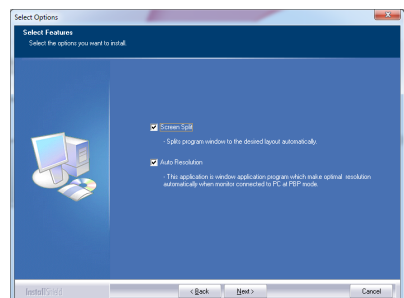 Select Options
Select Features
Select the options you want to install.
Screen Split
- Splits program window to the desired layout automatically.
Auto Resolution
- This application is window application program which make optimal resolution
automatically when monitor connected to PC at PBP mode.
InstallShield
< Back
Next >
Cancel